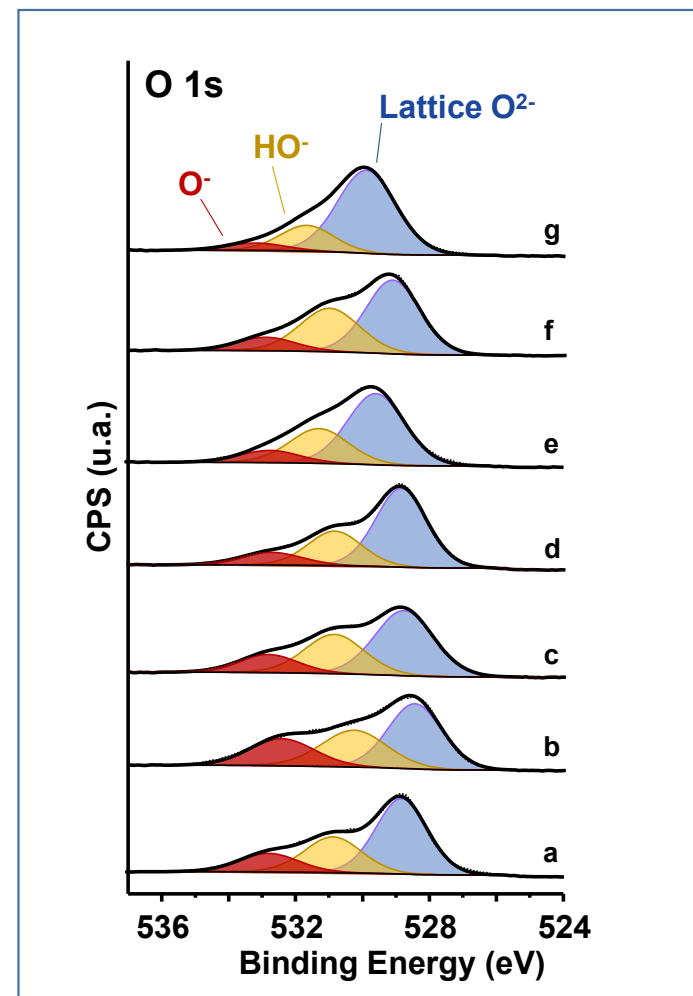 O 1s
Lattice O²⁻
HO⁻
O⁻
g
f
e
d
c
b
a
CPS (u.a.)
536 532 528 524
Binding Energy (eV)